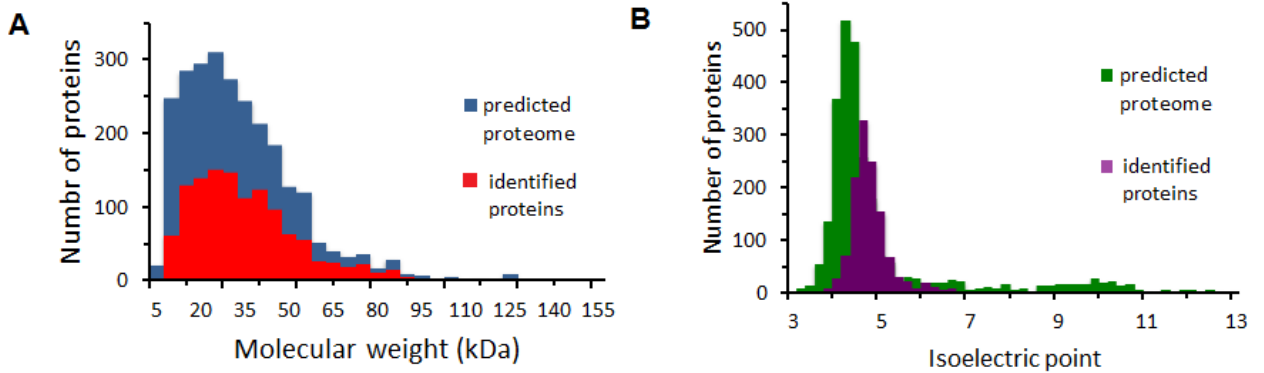 A
Numbr of proteins
300
200
100
0
predicted
proteome
identified
proteins
5 20 35 50 65 80 95 110 125 140 155
Molecular weight (kDa)
B
Number of proteins
500
400
300
200
100
0
predicted
proteome
identified
proteins
3 5 7 9 11 13
Isoelectric point